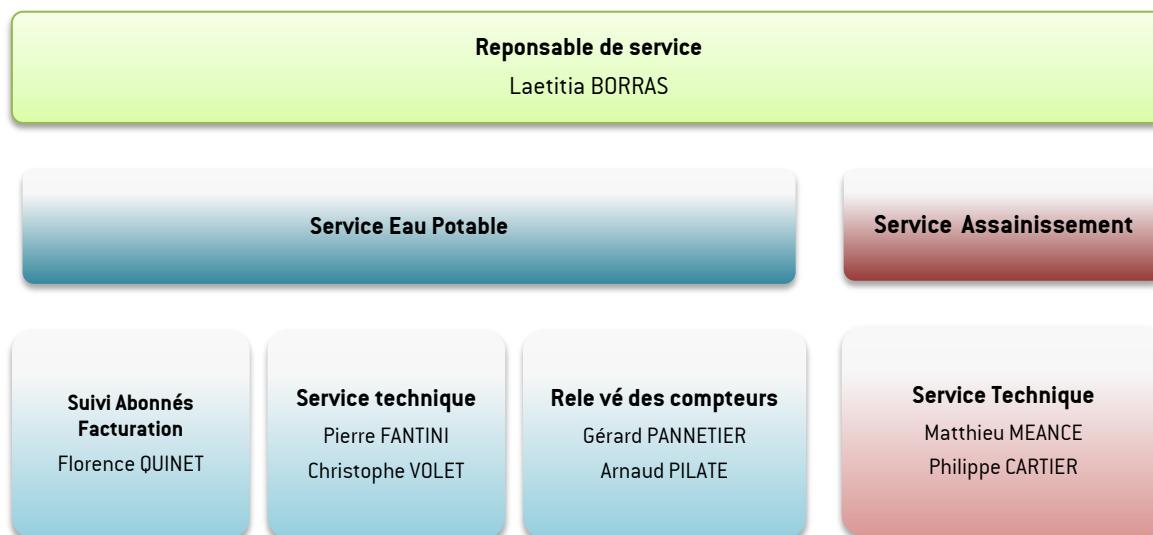 Reponsable de service
Laetitia BORRAS
Service Eau Potable
Service Assainissement
Suivi Abonnés
Facturation
Florence QUINET
Service technique
Pierre FANTINI
Christophe VOLET
Rele vé des compteurs
Gérard PANNETIER
Arnaud PILATE
Service Technique
Matthieu MEANCE
Philippe CARTIER